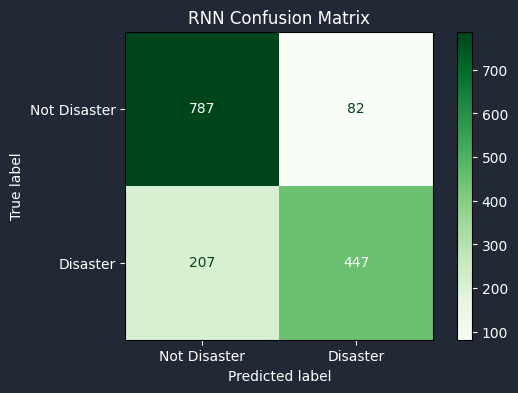 RNN Confusion Matrix
True label
Not Disaster
787
82
Disaster
207
447
Not Disaster
Disaster
Predicted label
700
600
500
400
300
200
100